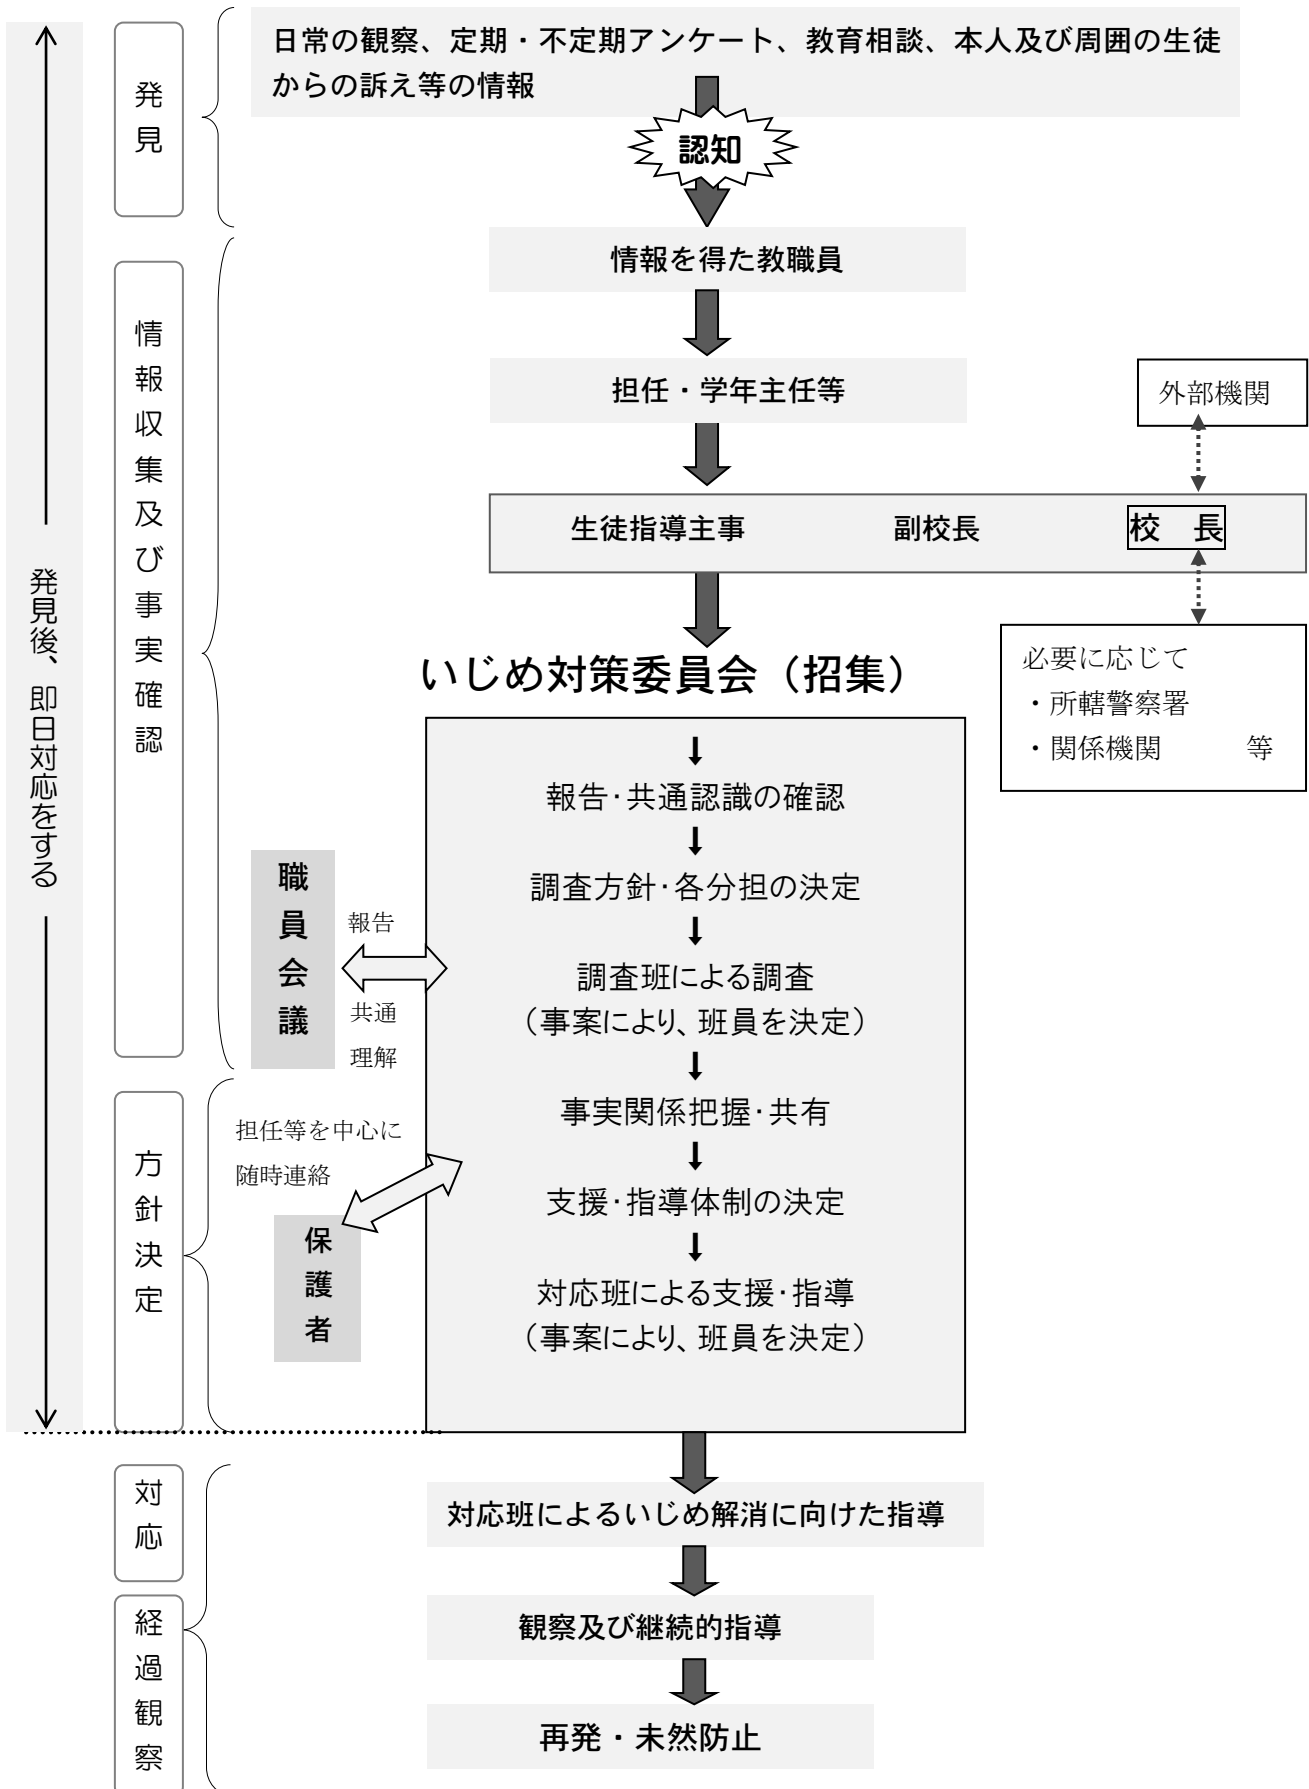 日常の観察、定期・不定期アンケート、教育相談、本人及び周囲の生徒
からの訴え等の情報
発見
認知
情報を得た教職員
情報収集及び事実確認
担任・学年主任等
外部機関
生徒指導主事　副校長　校　長
発見後、即日対応をする
いじめ対策委員会（招集）
必要に応じて
・所轄警察署
・関係機関　等
報告・共通認識の確認
調査方針・各分担の決定
職員会議
報告
共通
理解
調査班による調査
（事案により、班員を決定）
事実関係把握・共有
方針決定
担任等を中心に
随時連絡
保護者
支援・指導体制の決定
対応班による支援・指導
（事案により、班員を決定）
対応
対応班によるいじめ解消に向けた指導
経過観察
観察及び継続的指導
再発・未然防止